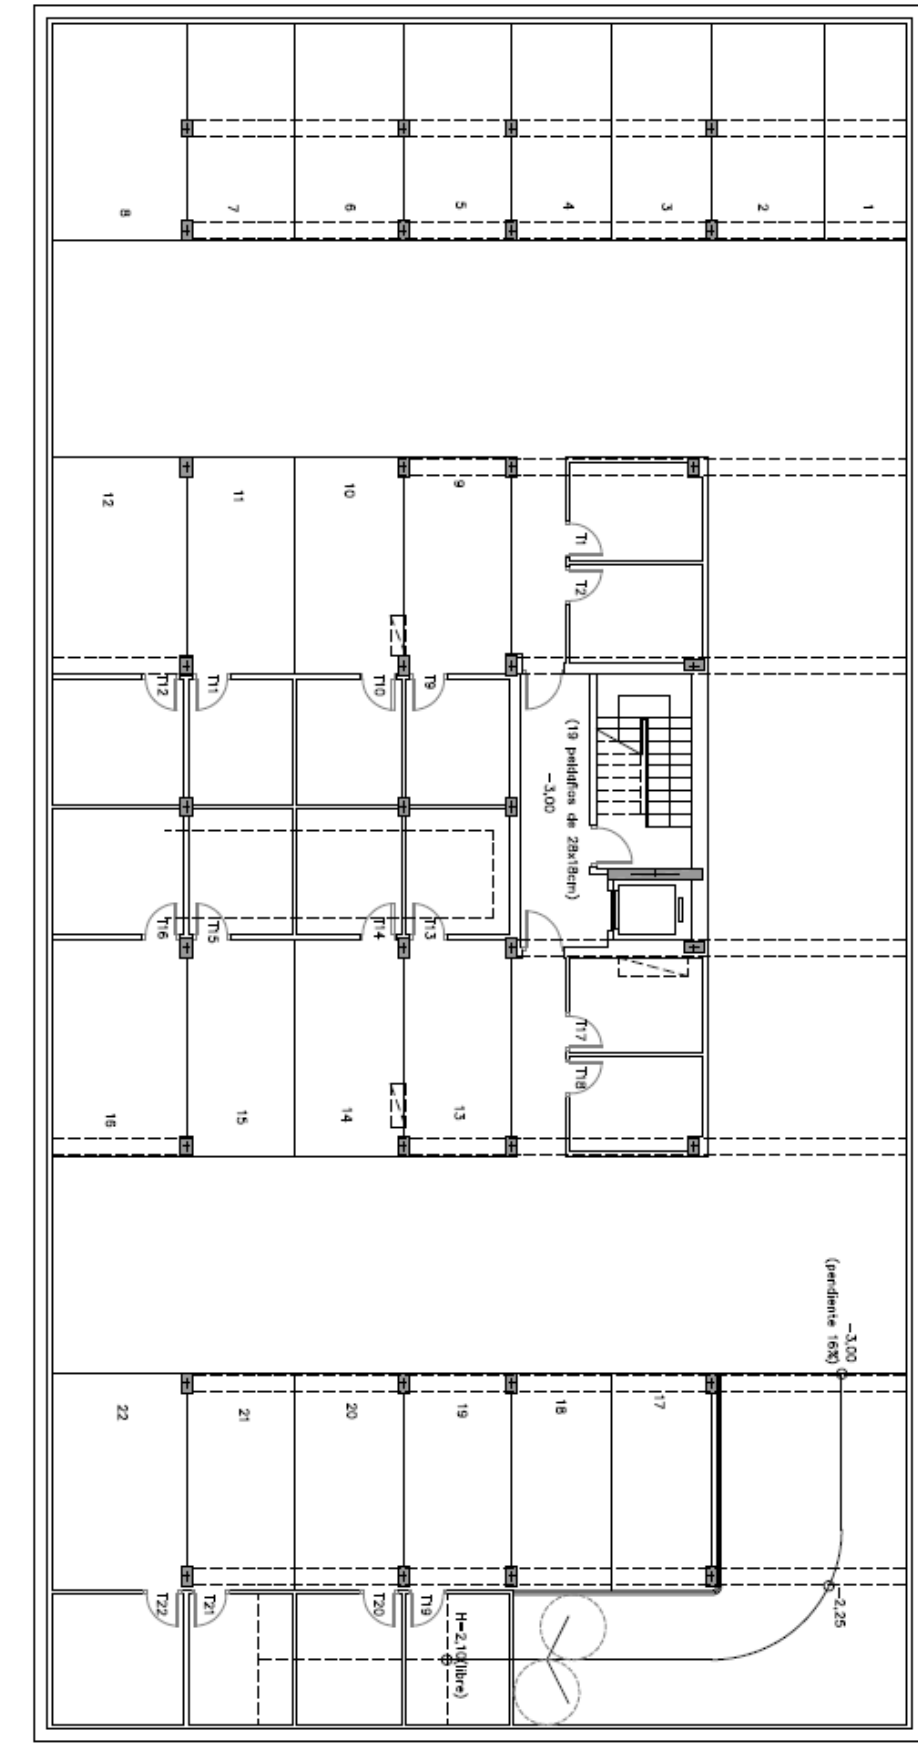 8
7
6
5
4
3
2
1
12
11
10
9
T1
T2
T12
T11
T10
T9
(19 peldaños de 28x18cm)
-3,00
T16
T15
T14
T13
T17
T18
16
15
14
13
-3,00
(pendiente 16%)
22
21
20
19
18
17
-2,25
T22
T21
T20
T19
H=2,10(libre)